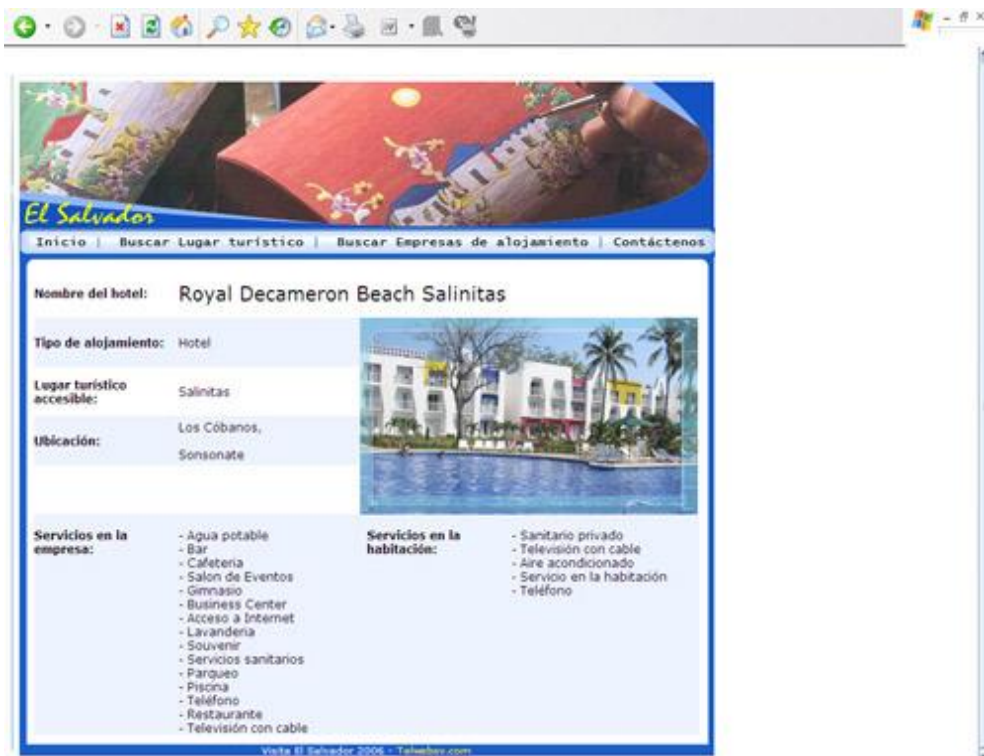 El Salvador
Inicio | Buscar Lugar turístico | Buscar Empresas de alojamiento | Contáctenos
Nombre del hotel: Royal Decameron Beach Salinitas
Tipo de alojamiento: Hotel
Lugar turístico accesible: Salinitas
Ubicación: Los Cóbanos,
Sonsonate
Servicios en la empresa:
- Agua potable
- Bar
- Cafeteria
- Salon de Eventos
- Gimnasio
- Business Center
- Acceso a Internet
- Lavanderia
- Souvenir
- Servicios sanitarios
- Parqueo
- Piscina
- Teléfono
- Restaurante
- Televisión con cable
Servicios en la habitación:
- Sanitario privado
- Televisión con cable
- Aire acondicionado
- Servicio en la habitación
- Teléfono
Visita El Salvador 2006 - Telwebsv.com